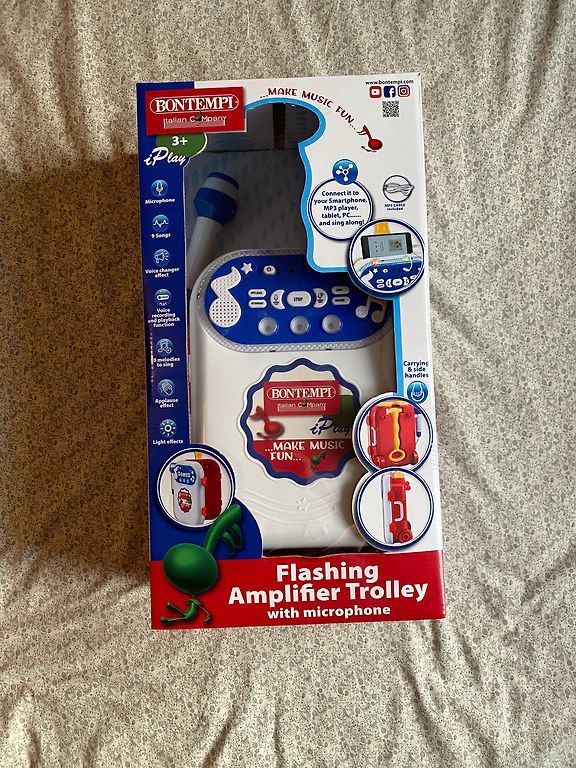 BONTEMPI
Italian Company
3+
iPlay
...MAKE MUSIC FUN...
www.bontempi.com
Connect it to
your Smartphone,
MP3 player,
tablet, PC......
and sing along!
MP3 CABLE
included
Microphone
9 Songs
Voice changer
effect
Voice
recording
and playback
function
melodies
to sing
Applause
effect
Light effects
STOP
Carrying
& side
handles
BONTEMPI
Italian Company
iPlay
...MAKE MUSIC
FUN...
Flashing
Amplifier Trolley
with microphone